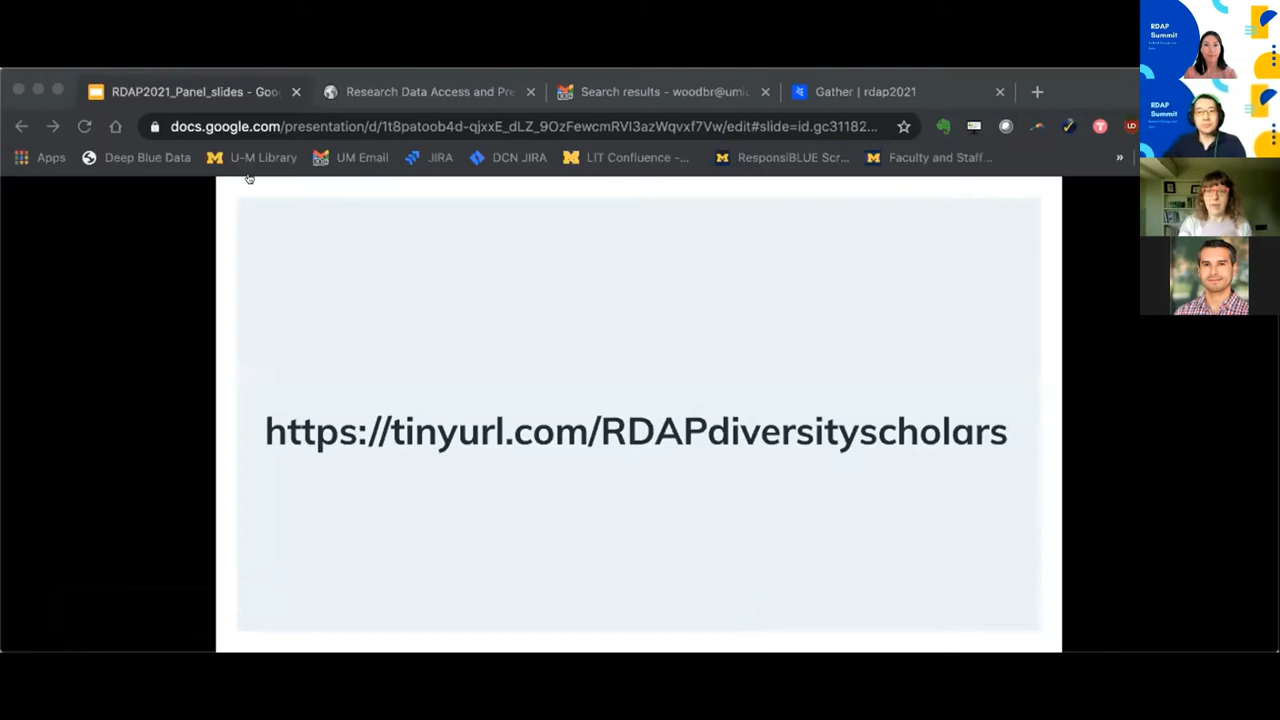 RDAP2021_Panel_slides - Goo
Research Data Access and Pre
Search results - woodbr@umic
Gather | rdap2021
docs.google.com/presentation/d/1t8patoob4d-qjxxE_dLZ_9OzFewcmRVI3azWqvxf7Vw/edit#slide=id.gc31182...
Apps
Deep Blue Data
U-M Library
UM Email
JIRA
DCN JIRA
LIT Confluence -...
ResponsiBLUE Scr...
Faculty and Staff...
»
https://tinyurl.com/RDAPdiversityscholars
RDAP
Summit
RDAP
Summit